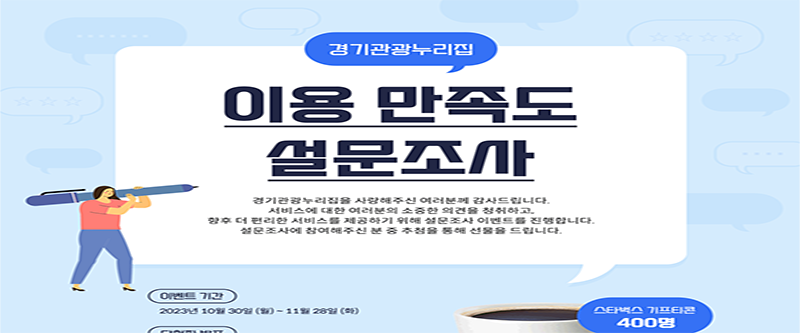 경기관광누리집
이용 만족도
설문조사
경기관광누리집을 사랑해주신 여러분께 감사드립니다.
서비스에 대한 여러분의 소중한 의견을 청취하고,
향후 더 편리한 서비스를 제공하기 위해 설문조사 이벤트를 진행합니다.
설문조사에 참여해주신 분 중 추첨을 통해 선물을 드립니다.
이벤트 기간
2023년 10월 30일 (월) ~ 11월 28일 (화)
스타벅스 기프티콘
400명